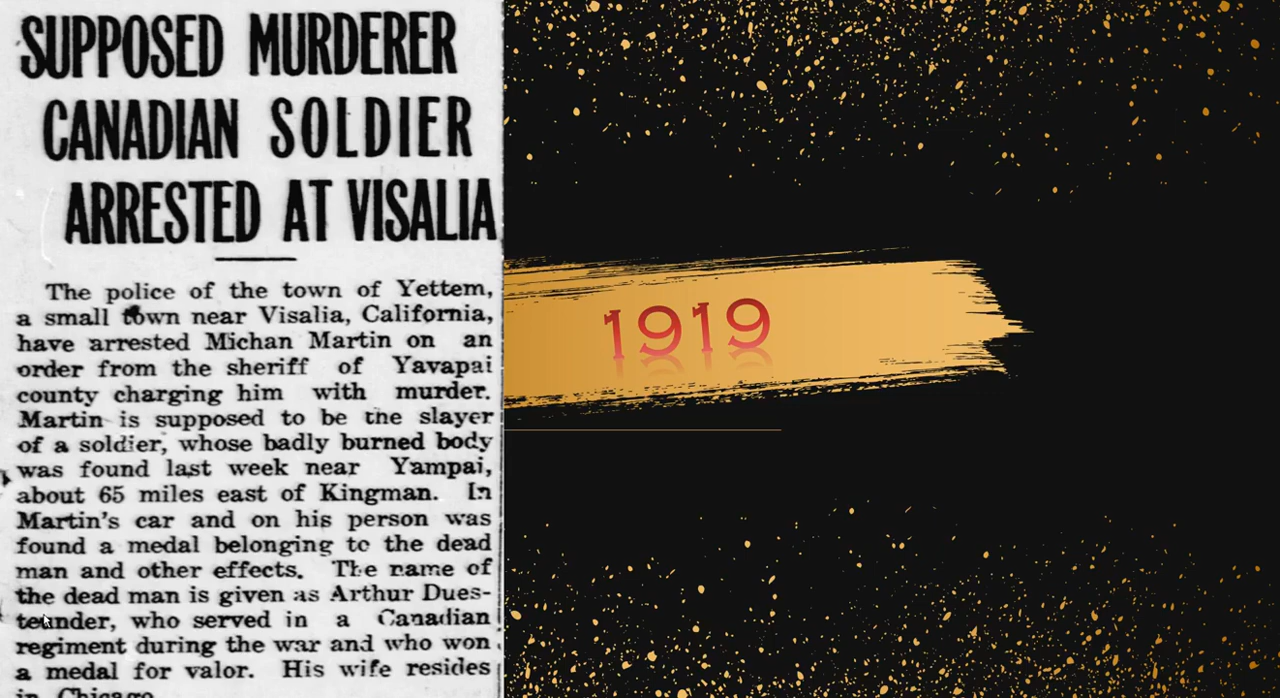 SUPPOSED MURDERER
CANADIAN SOLDIER
ARRESTED AT VISALIA
The police of the town of Yettem,
a small town near Visalia, California,
have arrested Michan Martin on an
order from the sheriff of Yavapai
county charging him with murder.
Martin is supposed to be the slayer
of a soldier, whose badly burned body
was found last week near Yampai,
about 65 miles east of Kingman. In
Martin's car and on his person was
found a medal belonging to the dead
man and other effects. The name of
the dead man is given as Arthur Dues-
teunder, who served in a Canadian
regiment during the war and who won
a medal for valor. His wife resides
in Chicago
1919